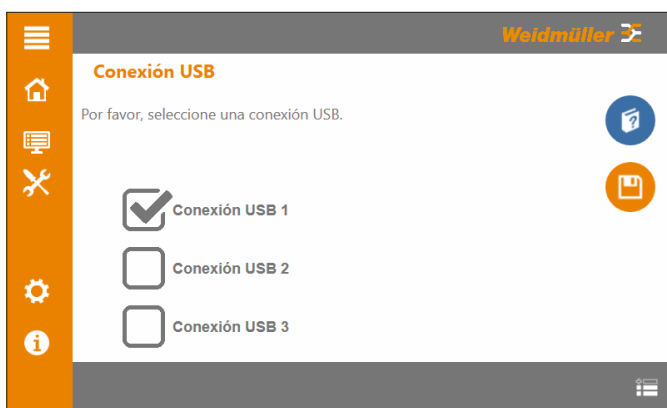 Weidmüller
Conexión USB
Por favor, seleccione una conexión USB.
Conexión USB 1
Conexión USB 2
Conexión USB 3